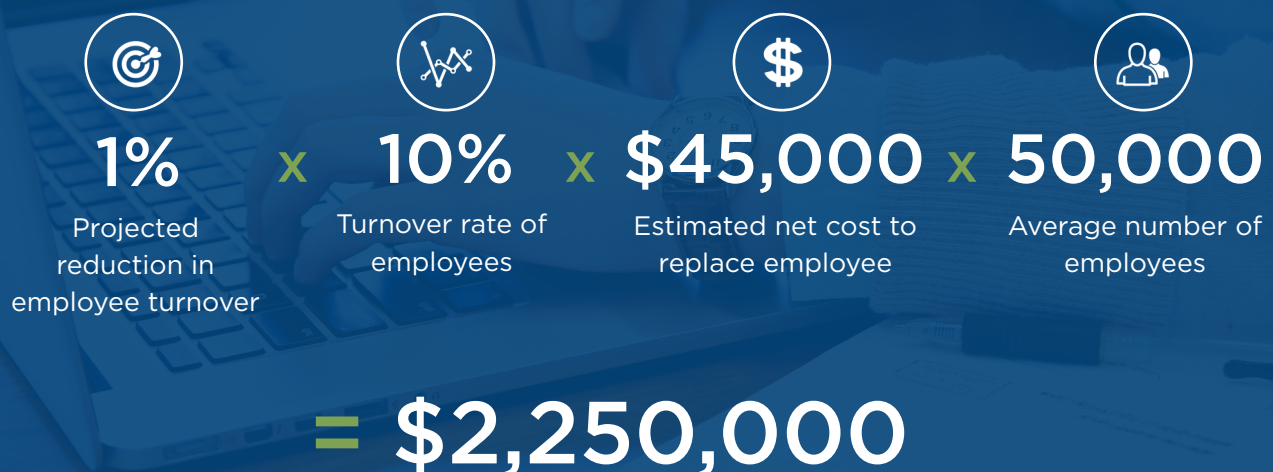 1% x 10% x $45,000 x 50,000
Projected
reduction in
employee turnover
Turnover rate of
employees
Estimated net cost to
replace employee
Average number of
employees
= $2,250,000